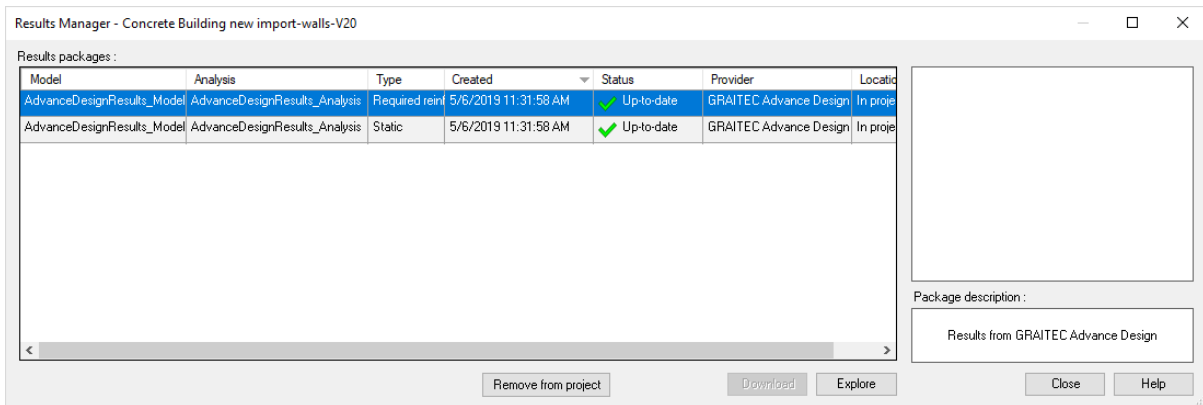 Results Manager - Concrete Building new import-walls-V20
Results packages :
Model Analysis Type Created Status Provider Locatio
AdvanceDesignResults_Model AdvanceDesignResults_Analysis Required reinf 5/6/2019 11:31:58 AM Up-to-date GRAITEC Advance Design In proje
AdvanceDesignResults_Model AdvanceDesignResults_Analysis Static 5/6/2019 11:31:58 AM Up-to-date GRAITEC Advance Design In proje
Package description :
Results from GRAITEC Advance Design
Remove from project Download Explore Close Help